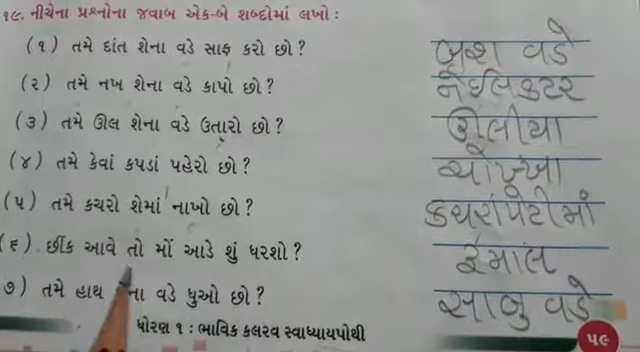 ૧૯. નીચેના પ્રશ્નોના જવાબ એક-બે શબ્દોમાં લખો :
(૧) તમે દાંત શેના વડે સાફ કરો છો ? બ્રશ વડે
(૨) તમે નખ શેના વડે કાપો છો ? નેઈલકટર
(૩) તમે ઊલ શેના વડે ઉતારો છો ? ઊલીયા
(૪) તમે કેવાં કપડાં પહેરો છો ? ચોખ્ખા
(૫) તમે કચરો શેમાં નાખો છો ? કચરાપેટીમાં
(૬) છીંક આવે તો મોં આડે શું ધરશો ? રૂમાલ
૭) તમે હાથ ના વડે ધુઓ છો ? સાબુ વડે
ધોરણ ૧ : ભાવિક કલરવ સ્વાધ્યાયપોથી
૫૯